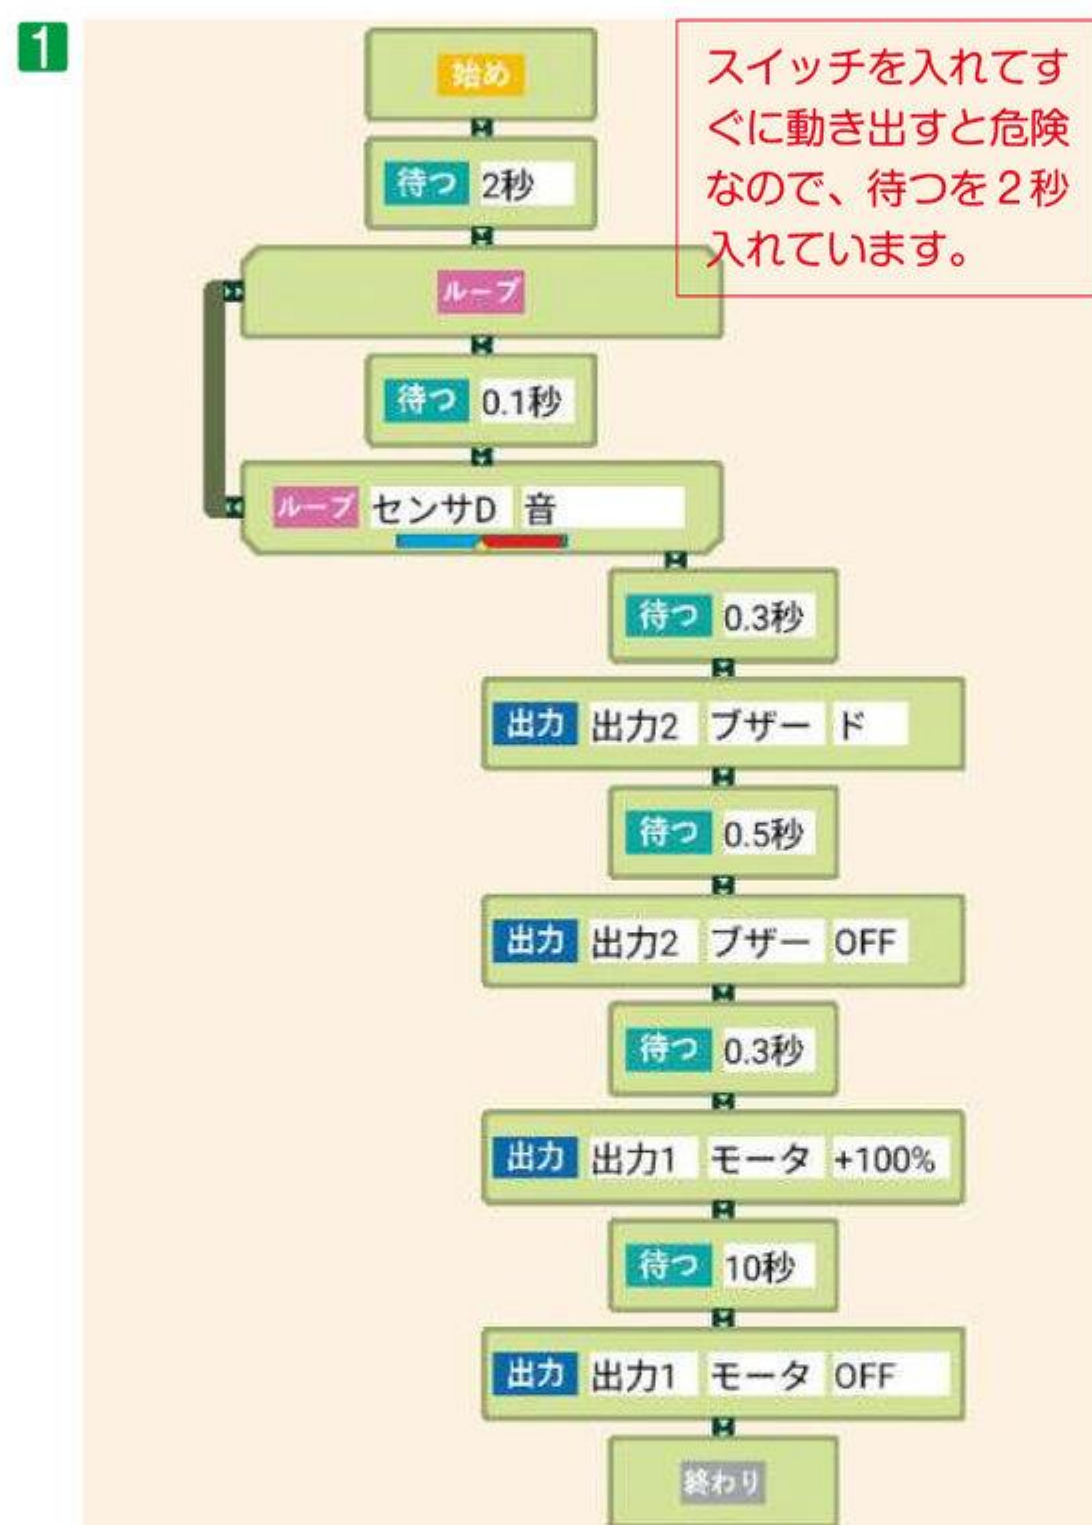 1
始め
スイッチを入れてす
ぐに動き出すと危険
なので、待つを２秒
入れています。
待つ 2秒
ループ
待つ 0.1秒
ループ センサD 音
待つ 0.3秒
出力 出力2 ブザー ド
待つ 0.5秒
出力 出力2 ブザー OFF
待つ 0.3秒
出力 出力1 モータ +100%
待つ 10秒
出力 出力1 モータ OFF
終わり